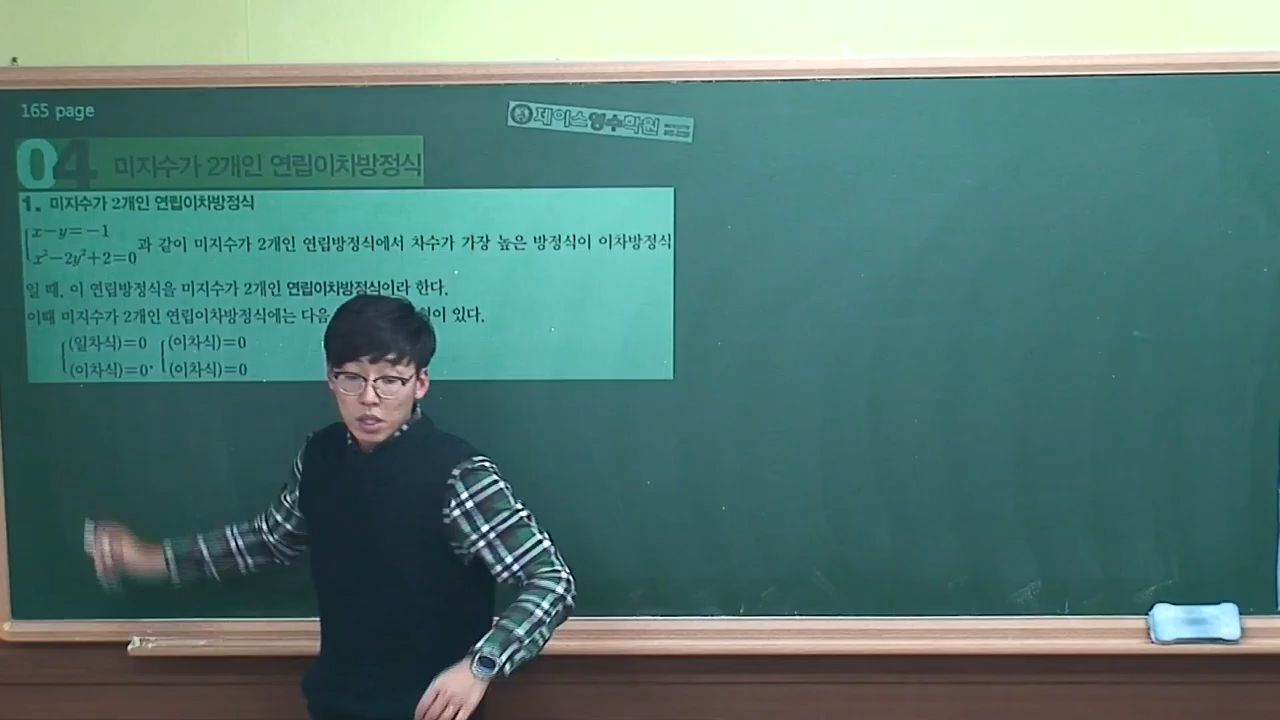 165 page
제이스영수학원
04 미지수가 2개인 연립이차방정식
1. 미지수가 2개인 연립이차방정식
x−y=−1
x²−2y²+2=0
과 같이 미지수가 2개인 연립방정식에서 차수가 가장 높은 방정식이 이차방정식
일 때, 이 연립방정식을 미지수가 2개인 연립이차방정식이라 한다.
이때 미지수가 2개인 연립이차방정식에는 다음 있다.
(일차식)=0 (이차식)=0
(이차식)=0, (이차식)=0